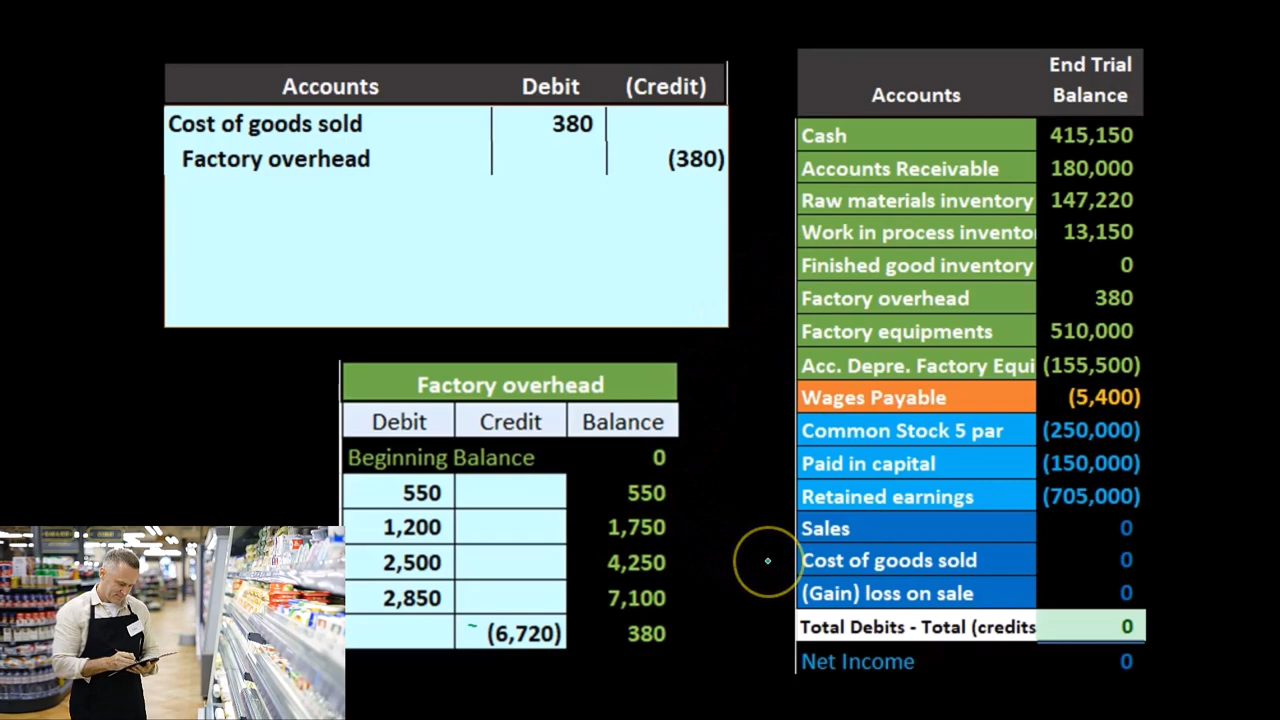 Accounts Debit (Credit)
Cost of goods sold 380
Factory overhead (380)
Factory overhead
Debit Credit Balance
Beginning Balance 0
550 550
1,200 1,750
2,500 4,250
2,850 7,100
(6,720) 380
End Trial
Accounts Balance
Cash 415,150
Accounts Receivable 180,000
Raw materials inventory 147,220
Work in process invento 13,150
Finished good inventory 0
Factory overhead 380
Factory equipments 510,000
Acc. Depre. Factory Equi (155,500)
Wages Payable (5,400)
Common Stock 5 par (250,000)
Paid in capital (150,000)
Retained earnings (705,000)
Sales 0
Cost of goods sold 0
(Gain) loss on sale 0
Total Debits - Total (credits 0
Net Income 0